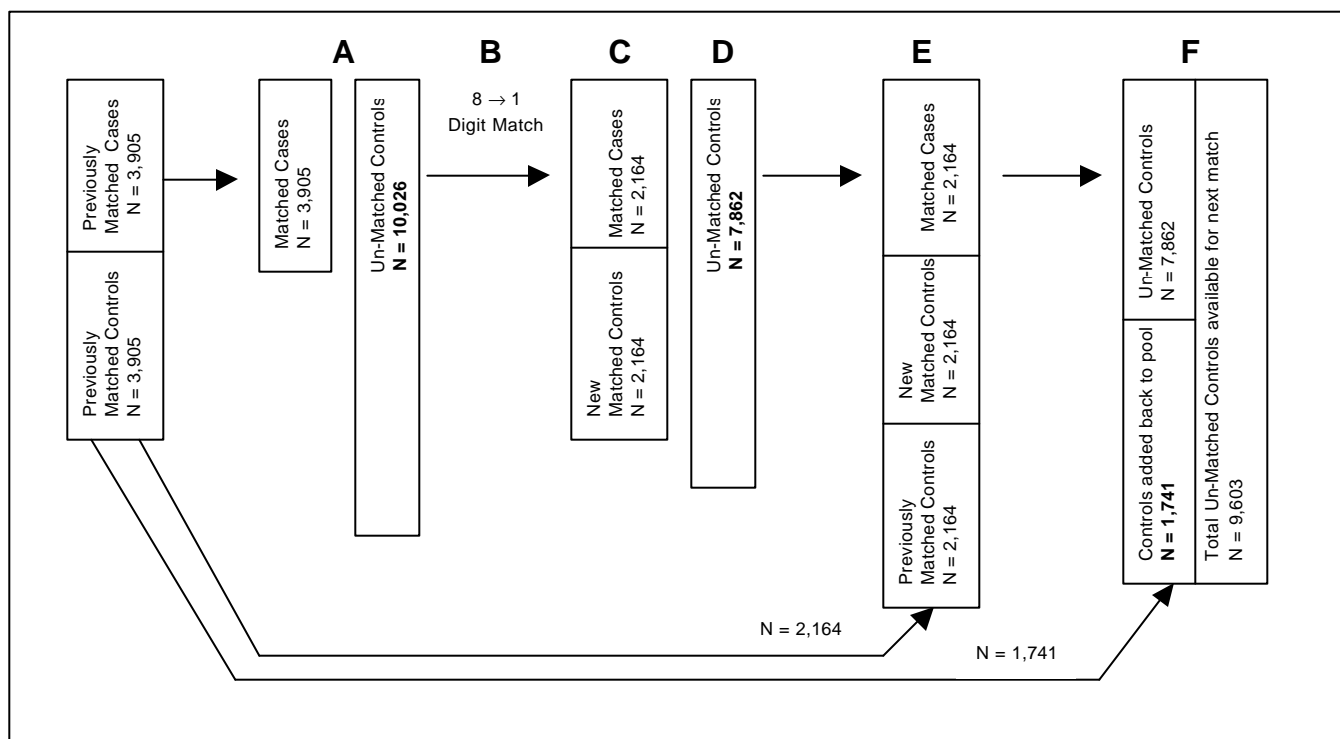 A
B
C
D
E
F
Previously
Matched Cases
N = 3,905
Previously
Matched Controls
N = 3,905
Matched Cases
N = 3,905
Un-Matched Controls
N = 10,026
8 → 1
Digit Match
Matched Cases
N = 2,164
New
Matched Controls
N = 2,164
Un-Matched Controls
N = 7,862
Matched Cases
N = 2,164
New
Matched Controls
N = 2,164
Previously
Matched Controls
N = 2,164
Un-Matched Controls
N = 7,862
Controls added back to pool
N = 1,741
Total Un-Matched Controls available for next match
N = 9,603
N = 2,164
N = 1,741